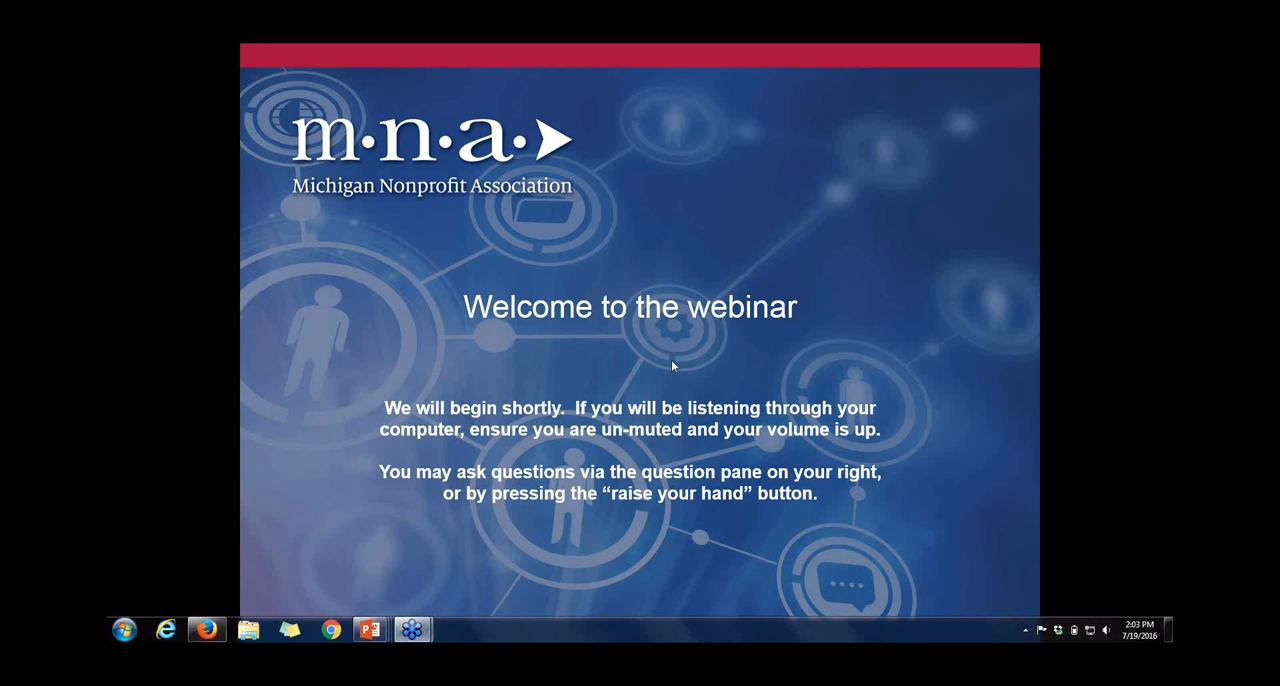 m·n·a·
Michigan Nonprofit Association
Welcome to the webinar
We will begin shortly.  If you will be listening through your
computer, ensure you are un-muted and your volume is up.
You may ask questions via the question pane on your right,
or by pressing the “raise your hand” button.
2:03 PM
7/19/2016